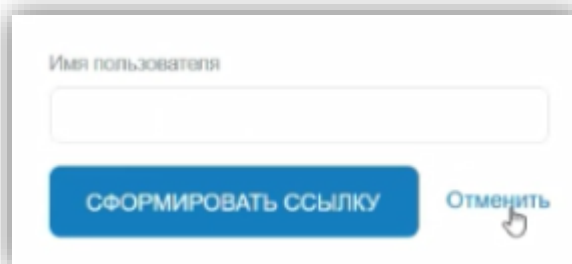 Имя пользователя
СФОРМИРОВАТЬ ССЫЛКУ Отменить